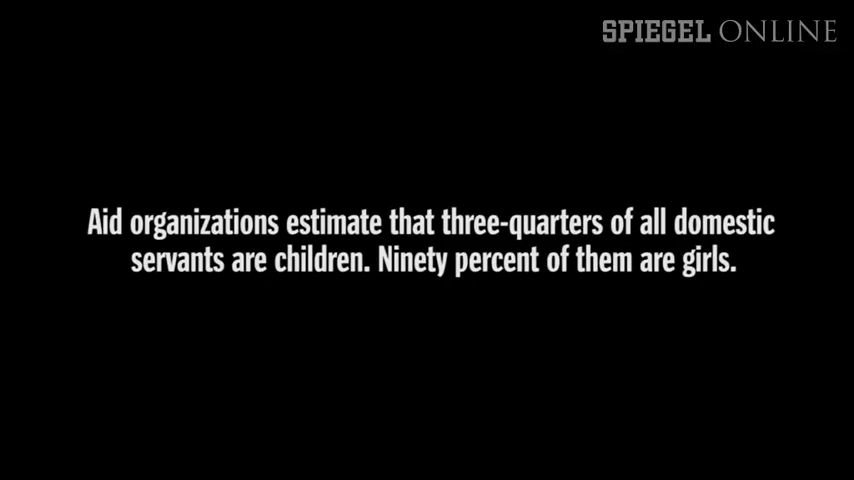 SPIEGEL ONLINE
Aid organizations estimate that three-quarters of all domestic
servants are children. Ninety percent of them are girls.